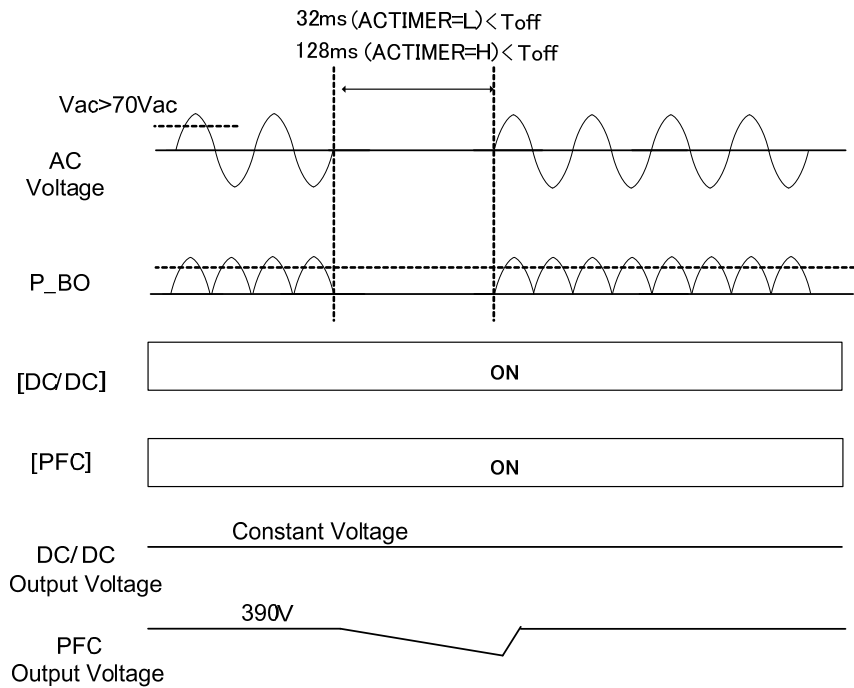 32ms (ACTIMER=L)<Toff
128ms (ACTIMER=H)<Toff
Vac>70Vac
AC
Voltage
P_BO
[DC/DC]
ON
[PFC]
ON
Constant Voltage
DC/DC
Output Voltage
390V
PFC
Output Voltage